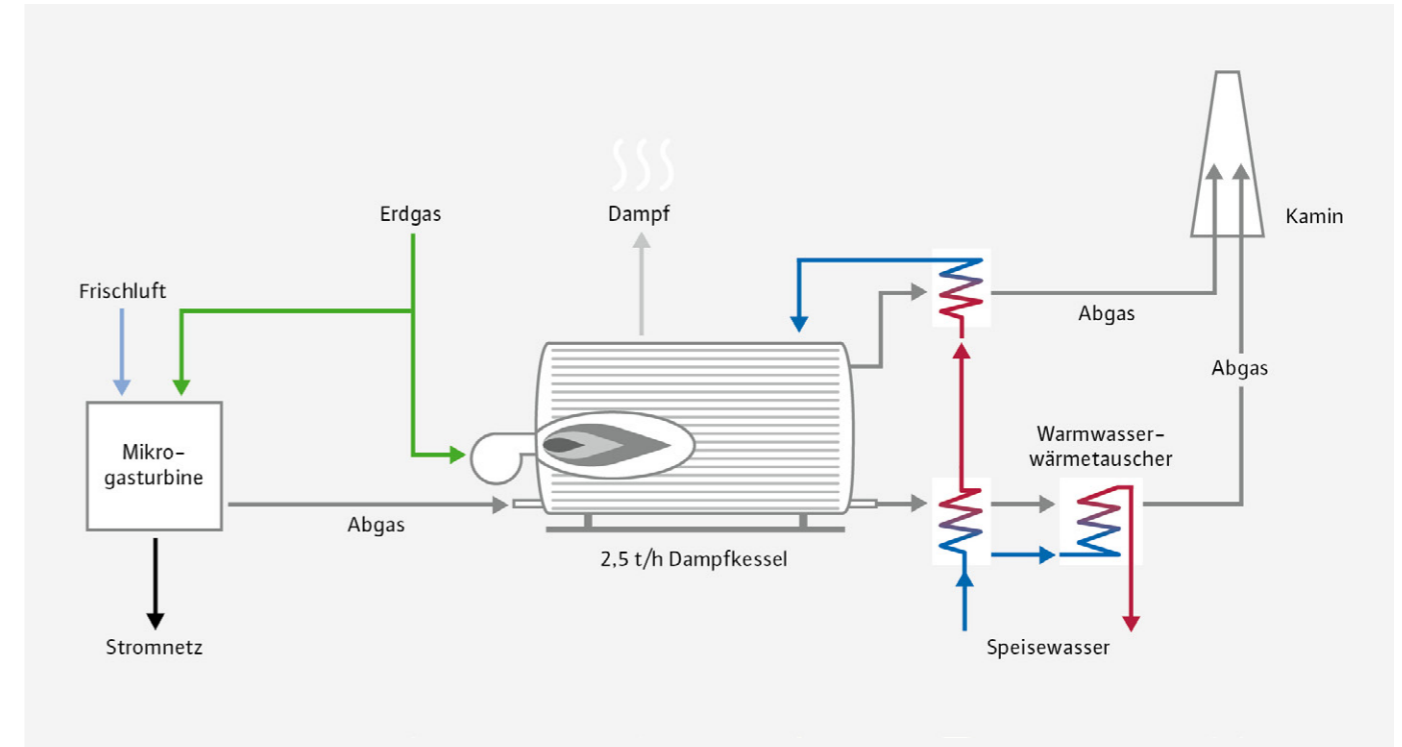 Erdgas
Dampf
Kamin
Frischluft
Abgas
Abgas
Mikro-
gasturbine
Warmwasser-
wärmetauscher
Abgas
2,5 t/h Dampfkessel
Stromnetz
Speisewasser